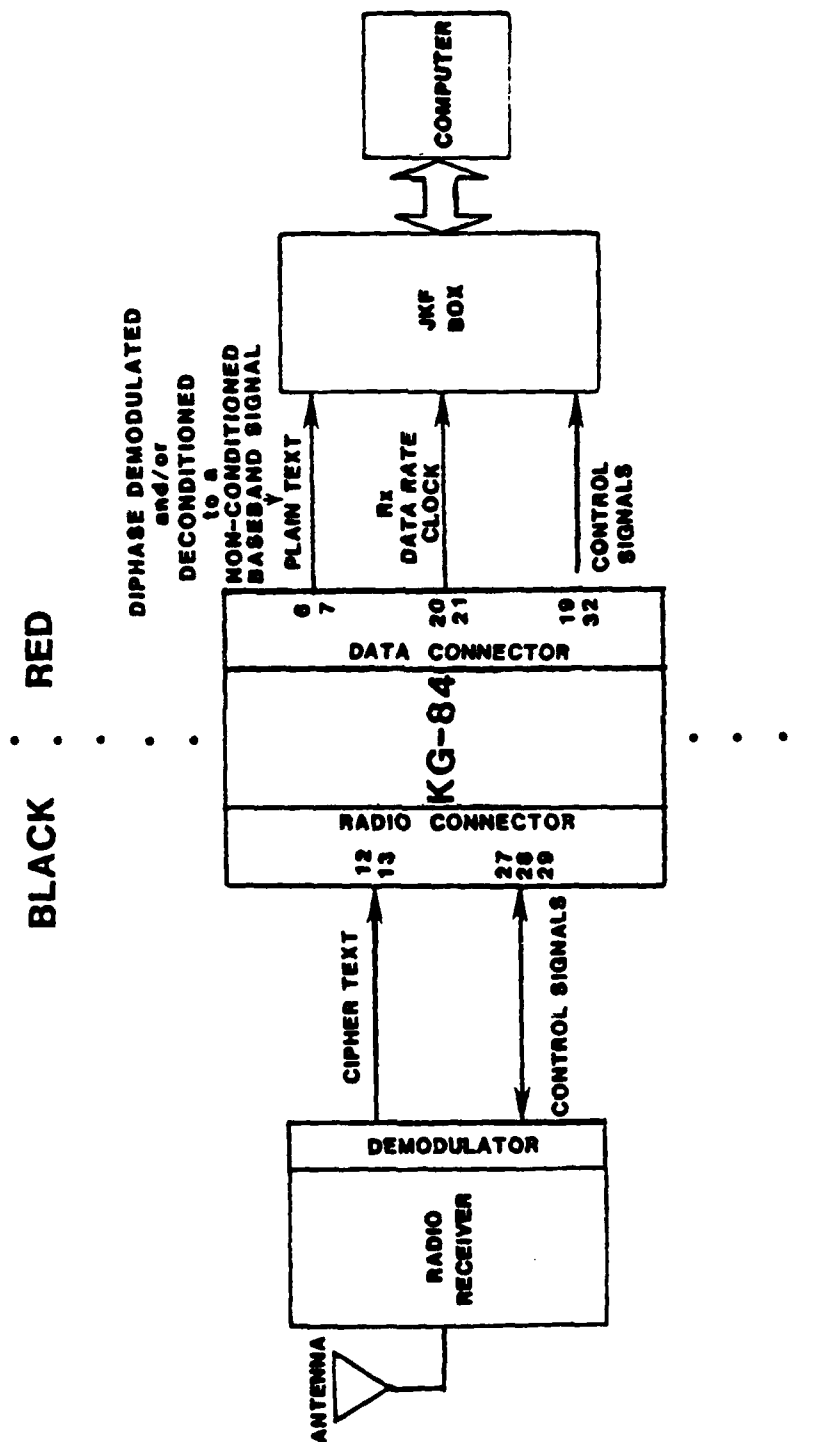 BLACK
RED
DIPHASE DEMODULATED
and/or
DECONDITIONED
to a
NON-CONDITIONED
BASEBAND SIGNAL
ANTENNA
RADIO
RECEIVER
DEMODULATOR
CIPHER TEXT
CONTROL SIGNALS
12
13
27
28
29
RADIO CONNECTOR
KG-84
DATA CONNECTOR
6
7
20
21
19
32
PLAIN TEXT
Rx
DATA RATE
CLOCK
CONTROL
SIGNALS
JKF
BOX
COMPUTER